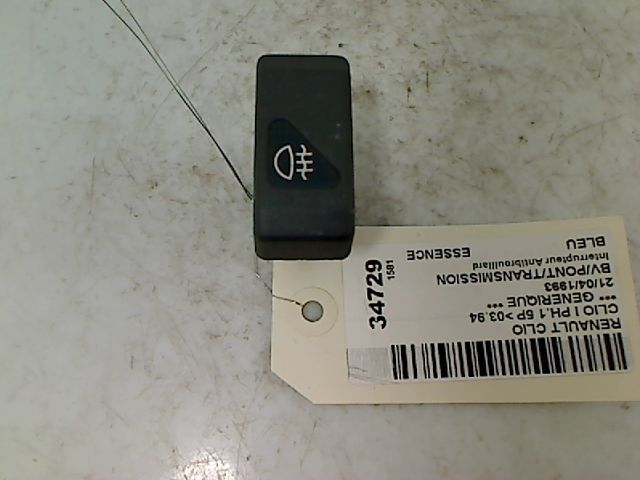 RENAULT CLIO
CLIO I PH.1 5P >03.94
*** GENERIQUE ***
21/04/1993
BV/PONT/TRANSMISSION
Interrupteur Antibrouillard
ESSENCE
BLEU
34729
1581